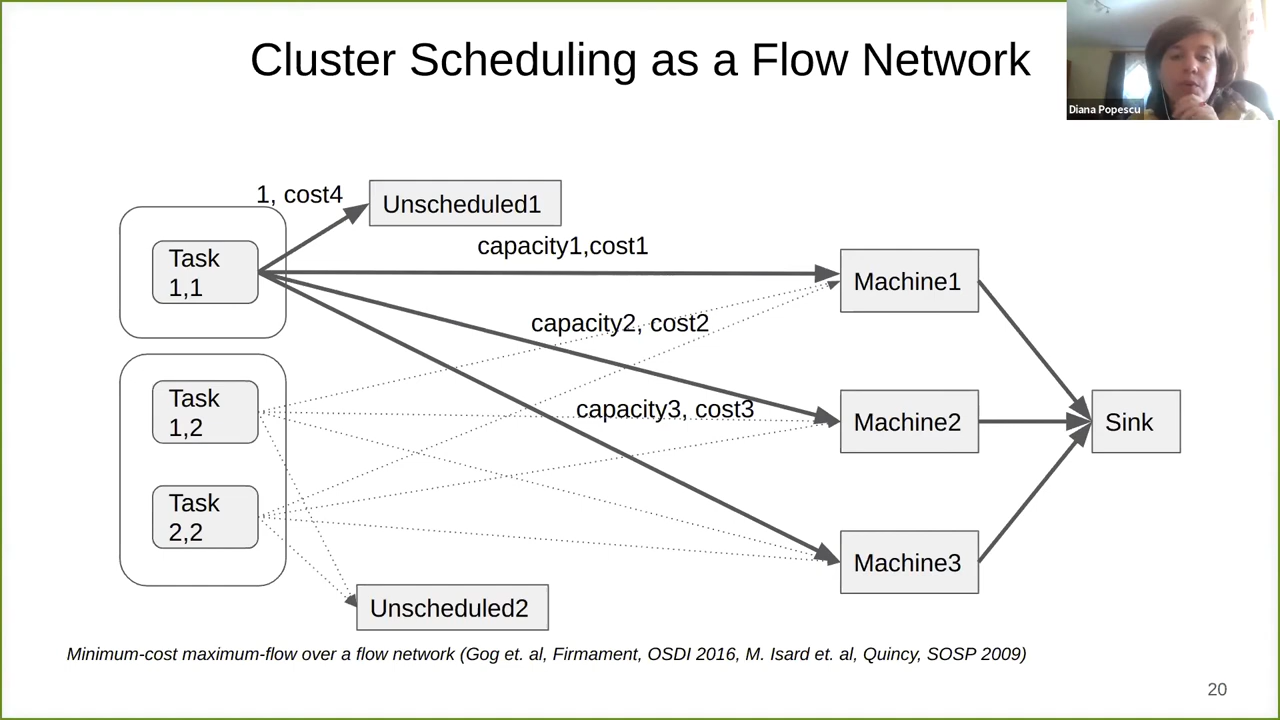 Cluster Scheduling as a Flow Network
Diana Popescu
1, cost4
Unscheduled1
Task
1,1
capacity1,cost1
Machine1
capacity2, cost2
Task
1,2
capacity3, cost3
Machine2
Sink
Task
2,2
Machine3
Unscheduled2
Minimum-cost maximum-flow over a flow network (Gog et. al, Firmament, OSDI 2016, M. Isard et. al, Quincy, SOSP 2009)
20